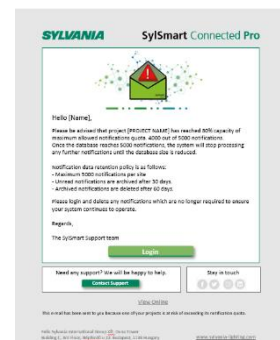 SYLVANIA
SylSmart Connected Pro
Hello [Name],
Please be advised that project [PROJECT NAME] has reached 80% capacity of
maximum allowed notifications quota. 4000 out of 5000 notifications.
Once the database reaches 5000 notifications, the system will stop processing
any further notifications until the database size is reduced.
Notification data retention policy is as follows:
- Maximum 5000 notifications per site
- Unread notifications are archived after 30 days
- Archived notifications are deleted after 60 days.
Please login and delete any notifications which are no longer required to ensure
your system continues to operate.
Regards,
The SylSmart Support team
Login
Need any support? We will be happy to help.
Contact Support
Stay in touch
View Online
This email has been sent to you because one of your projects is at risk of exceeding its notification quota.
www.sylvania-lighting.com